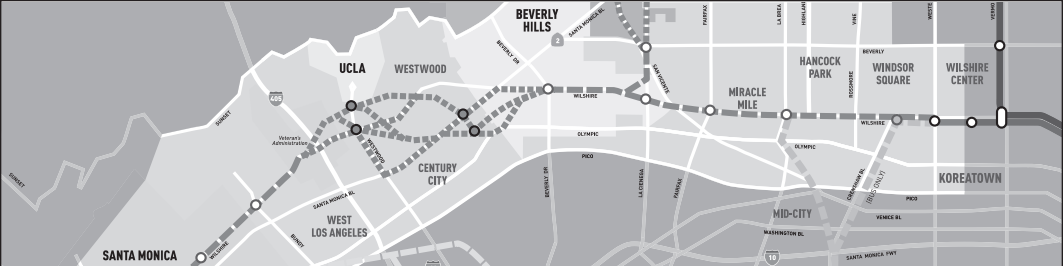 BEVERLY
HILLS
SANTA MONICA BL
2
FAIRFAX
LA BREA
HIGHLAND
VINE
WESTE
VERMO
BEVERLY DR
BEVERLY
UCLA
WESTWOOD
SAN VICENTE
HANCOCK
PARK
ROSSMORE
WINDSOR
SQUARE
WILSHIRE
CENTER
405
SUNSET
WILSHIRE
MIRACLE
MILE
WILSHIRE
Veteran's
Administration
WESTWOOD
OLYMPIC
OLYMPIC
PICO
CENTURY
CITY
BEVERLY DR
LA CIENEGA
FAIRFAX
CRENSHAW BL
(BUS ONLY)
KOREATOWN
SUNSET
SANTA MONICA BL
PICO
WEST
LOS ANGELES
MID-CITY
VENICE BL
WASHINGTON BL
BUNDY
WILSHIRE
SANTA MONICA
10
SANTA MONICA FWY